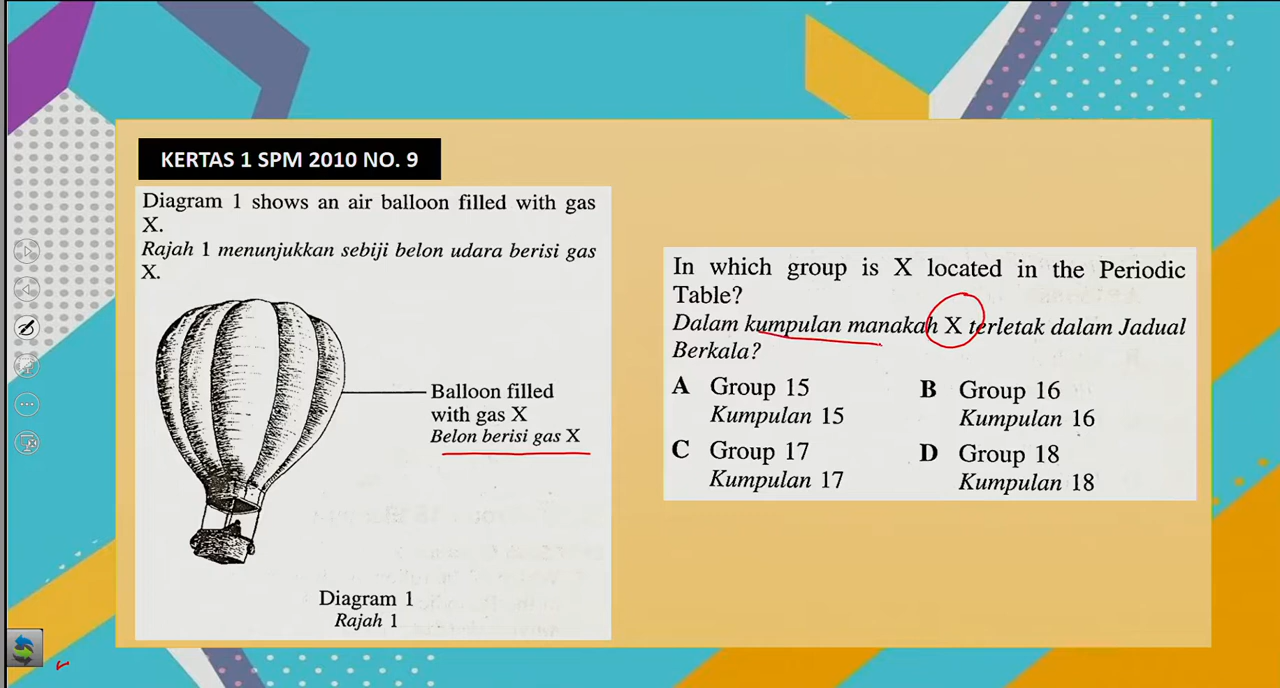 KERTAS 1 SPM 2010 NO. 9
Diagram 1 shows an air balloon filled with gas
X.
Rajah 1 menunjukkan sebiji belon udara berisi gas
X.
Balloon filled
with gas X
Belon berisi gas X
Diagram 1
Rajah 1
In which group is X located in the Periodic
Table?
Dalam kumpulan manakah X terletak dalam Jadual
Berkala?
A Group 15
Kumpulan 15
B Group 16
Kumpulan 16
C Group 17
Kumpulan 17
D Group 18
Kumpulan 18